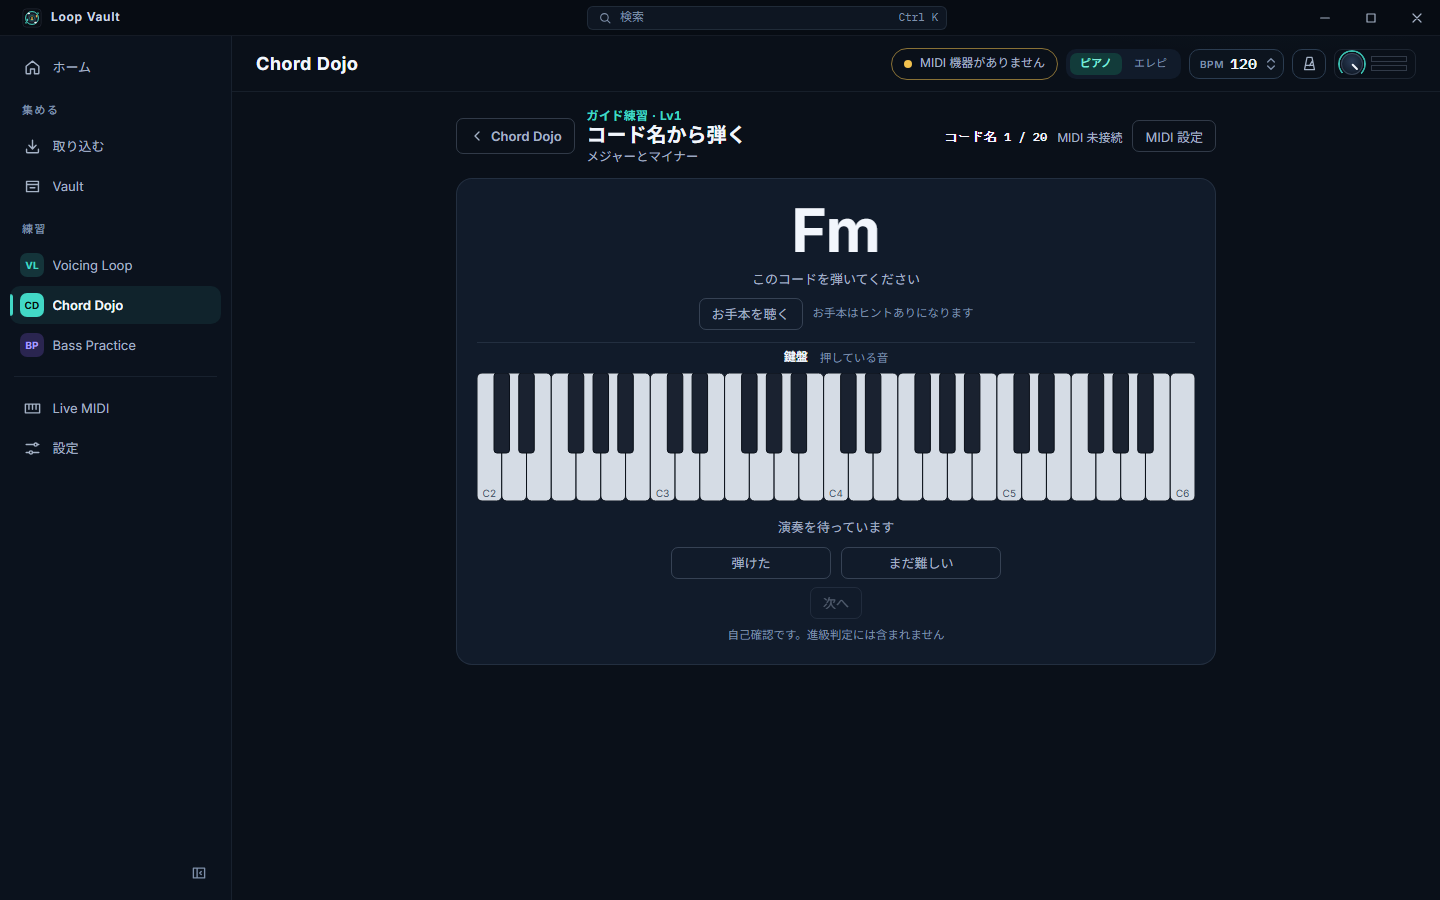 Loop Vault
検索
Ctrl K
ホーム
集める
取り込む
Vault
練習
VL Voicing Loop
CD Chord Dojo
BP Bass Practice
Live MIDI
設定
Chord Dojo
MIDI 機器がありません
ピアノ
エレピ
BPM 120
Chord Dojo
ガイド練習 · Lv1
コード名から弾く
メジャーとマイナー
コード名 1 / 20
MIDI 未接続
MIDI 設定
Fm
このコードを弾いてください
お手本を聴く
お手本はヒントありになります
鍵盤 押している音
C2 C3 C4 C5 C6
演奏を待っています
弾けた
まだ難しい
次へ
自己確認です。進級判定には含まれません